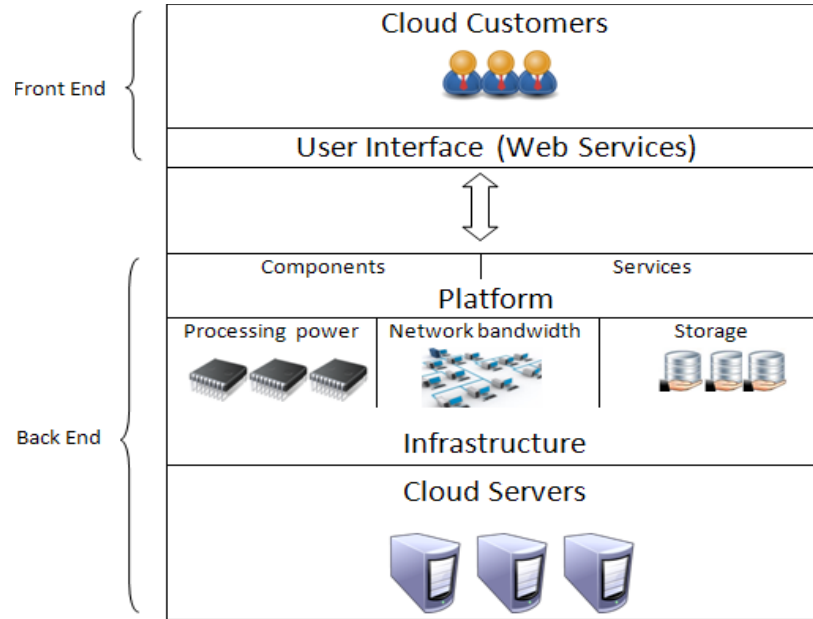 Cloud Customers
Front End
User Interface (Web Services)
Components Services
Platform
Processing power Network bandwidth Storage
Back End
Infrastructure
Cloud Servers